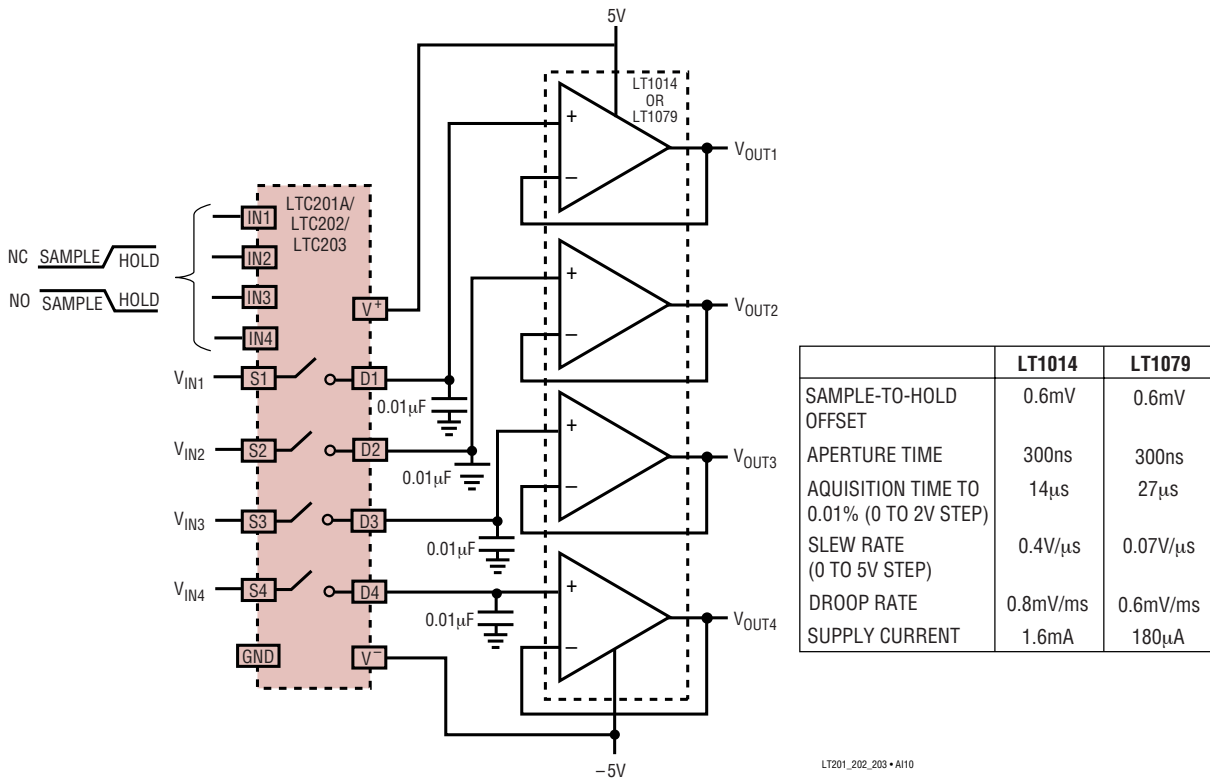 5V
LT1014
OR
LT1079
+
−
VOUT1
LTC201A/
LTC202/
LTC203
IN1
IN2
IN3
IN4
NC SAMPLE HOLD
NO SAMPLE HOLD
V+
+
−
VOUT2
VIN1 S1 D1
0.01µF
VIN2 S2 D2
0.01µF
+
−
VOUT3
VIN3 S3 D3
0.01µF
VIN4 S4 D4
0.01µF
+
−
VOUT4
GND
V−
−5V
LT1014 LT1079
SAMPLE-TO-HOLD OFFSET 0.6mV 0.6mV
APERTURE TIME 300ns 300ns
AQUISITION TIME TO 0.01% (0 TO 2V STEP) 14µs 27µs
SLEW RATE (0 TO 5V STEP) 0.4V/µs 0.07V/µs
DROOP RATE 0.8mV/ms 0.6mV/ms
SUPPLY CURRENT 1.6mA 180µA
LT201_202_203 • AI10